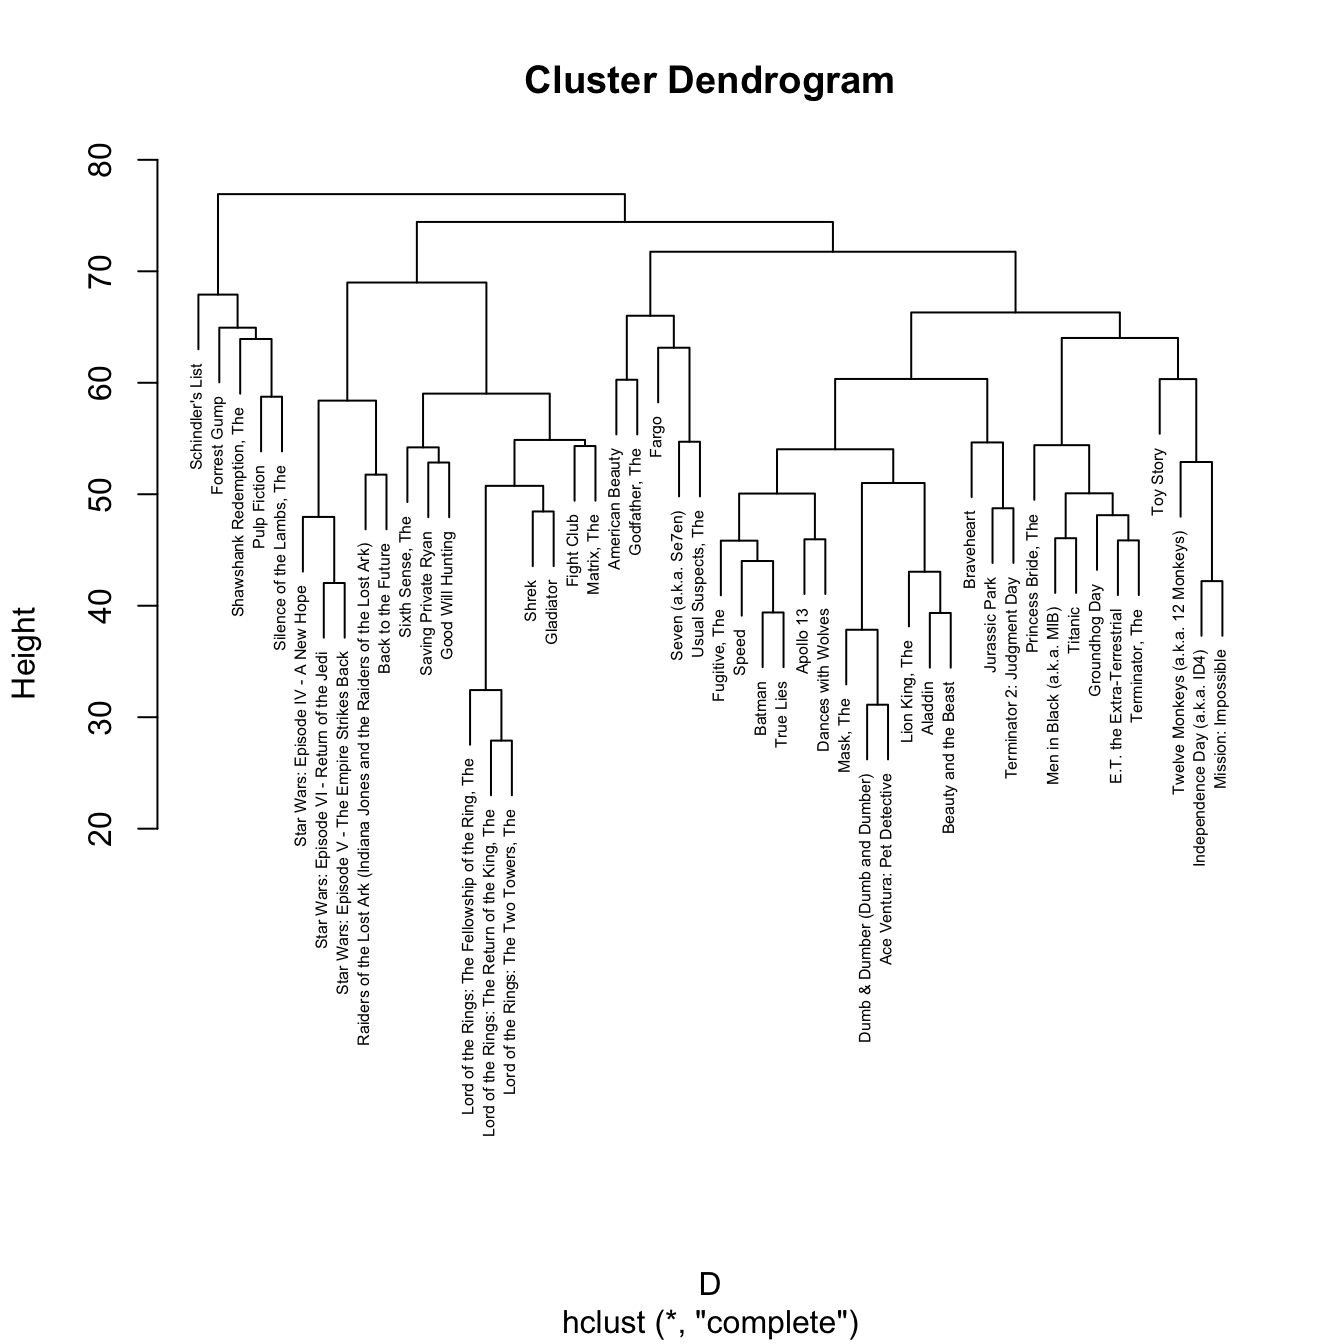 Cluster Dendrogram
Height
80
70
60
50
40
30
20
Schindler's List
Forrest Gump
Shawshank Redemption, The
Pulp Fiction
Silence of the Lambs, The
Star Wars: Episode IV - A New Hope
Star Wars: Episode VI - Return of the Jedi
Star Wars: Episode V - The Empire Strikes Back
Raiders of the Lost Ark (Indiana Jones and the Raiders of the Lost Ark)
Back to the Future
Sixth Sense, The
Saving Private Ryan
Good Will Hunting
Lord of the Rings: The Fellowship of the Ring, The
Lord of the Rings: The Return of the King, The
Lord of the Rings: The Two Towers, The
Shrek
Gladiator
Fight Club
Matrix, The
American Beauty
Godfather, The
Fargo
Seven (a.k.a. Se7en)
Usual Suspects, The
Fugitive, The
Speed
Batman
True Lies
Apollo 13
Dances with Wolves
Mask, The
Dumb & Dumber (Dumb and Dumber)
Ace Ventura: Pet Detective
Lion King, The
Aladdin
Beauty and the Beast
Braveheart
Jurassic Park
Terminator 2: Judgment Day
Princess Bride, The
Men in Black (a.k.a. MIB)
Titanic
Groundhog Day
E.T. the Extra-Terrestrial
Terminator, The
Toy Story
Twelve Monkeys (a.k.a. 12 Monkeys)
Independence Day (a.k.a. ID4)
Mission: Impossible
D
hclust (*, "complete")